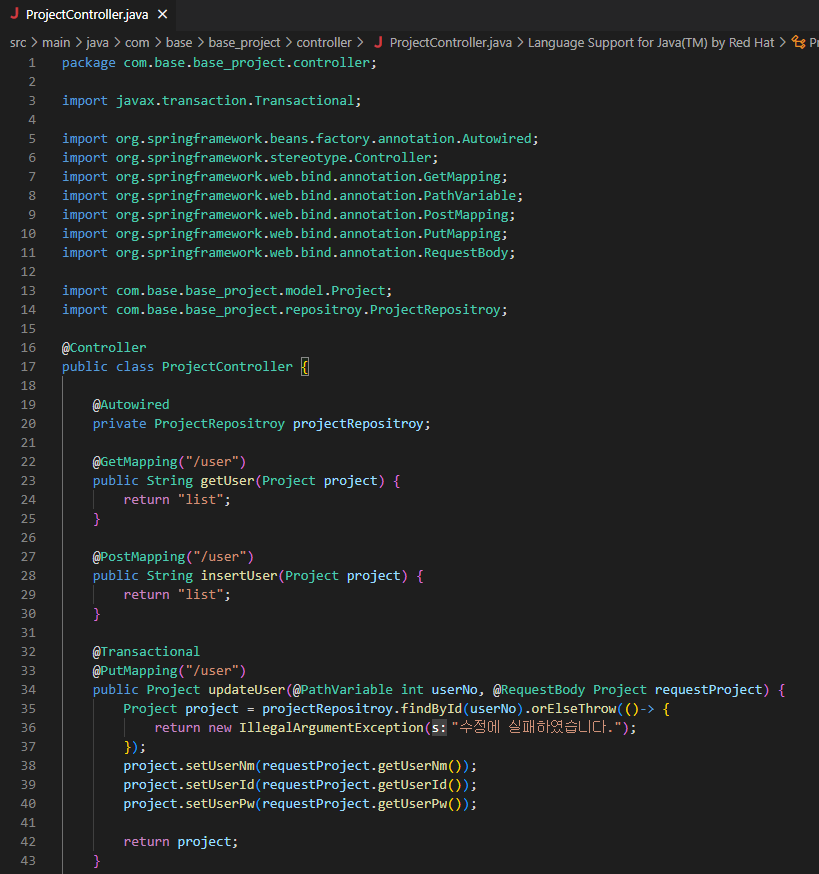 ProjectController.java
src > main > java > com > base > base_project > controller > ProjectController.java > Language Support for Java(TM) by Red Hat >
1 package com.base.base_project.controller;
2
3 import javax.transaction.Transactional;
4
5 import org.springframework.beans.factory.annotation.Autowired;
6 import org.springframework.stereotype.Controller;
7 import org.springframework.web.bind.annotation.GetMapping;
8 import org.springframework.web.bind.annotation.PathVariable;
9 import org.springframework.web.bind.annotation.PostMapping;
10 import org.springframework.web.bind.annotation.PutMapping;
11 import org.springframework.web.bind.annotation.RequestBody;
12
13 import com.base.base_project.model.Project;
14 import com.base.base_project.repositroy.ProjectRepositroy;
15
16 @Controller
17 public class ProjectController {
18
19 @Autowired
20 private ProjectRepositroy projectRepositroy;
21
22 @GetMapping("/user")
23 public String getUser(Project project) {
24 return "list";
25 }
26
27 @PostMapping("/user")
28 public String insertUser(Project project) {
29 return "list";
30 }
31
32 @Transactional
33 @PutMapping("/user")
34 public Project updateUser(@PathVariable int userNo, @RequestBody Project requestProject) {
35 Project project = projectRepositroy.findById(userNo).orElseThrow(()-> {
36 return new IllegalArgumentException(s: "수정에 실패하였습니다.");
37 });
38 project.setUserNm(requestProject.getUserNm());
39 project.setUserId(requestProject.getUserId());
40 project.setUserPw(requestProject.getUserPw());
41
42 return project;
43 }